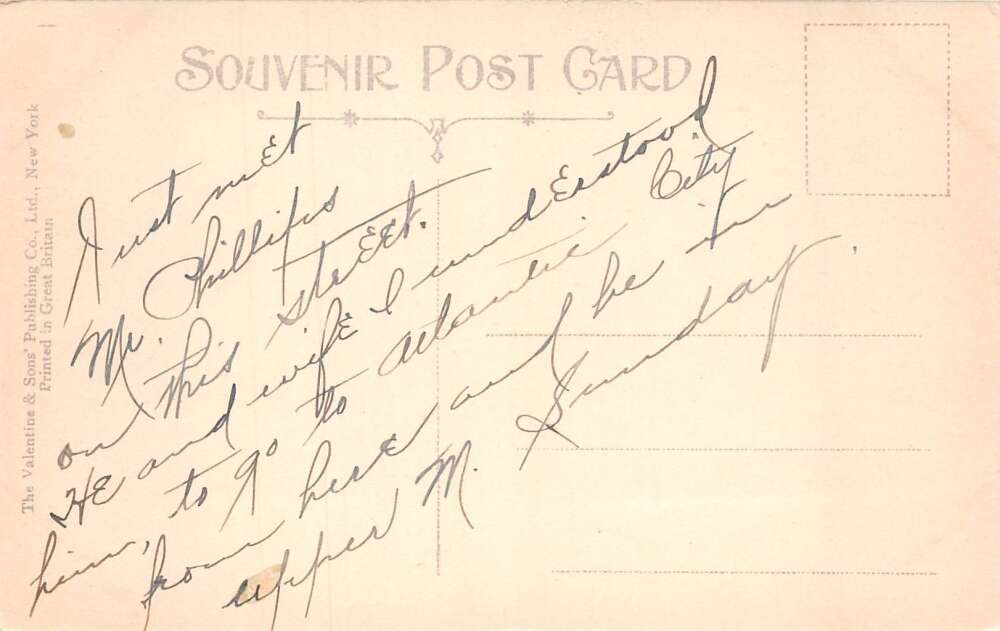 SOUVENIR POST CARD
The Valentine & Sons' Publishing Co., Ltd., New York
Printed in Great Britain
Just met
Mr. Phillips
on this street.
He and wife I understood
him, to go to Atlantic City
from here and be in
upper M. Sunday.